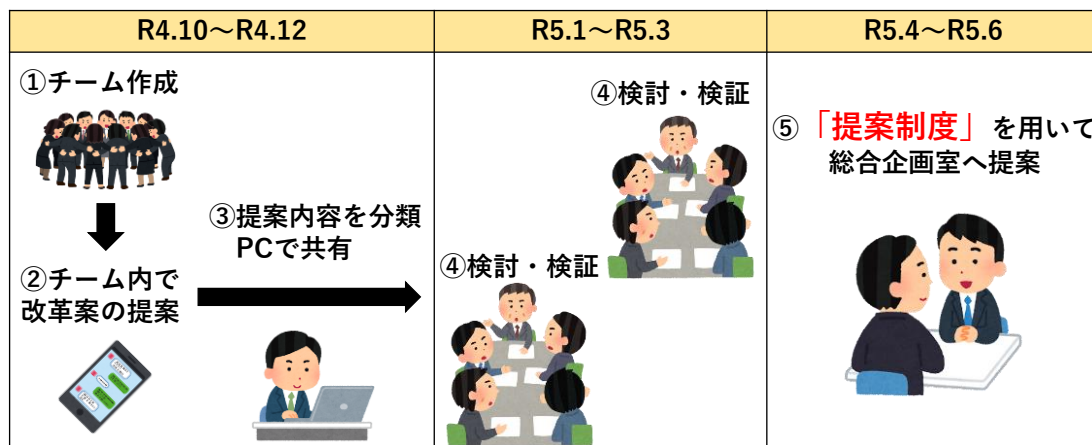 R4.10～R4.12
R5.1～R5.3
R5.4～R5.6
①チーム作成
②チーム内で
改革案の提案
③提案内容を分類
PCで共有
④検討・検証
④検討・検証
⑤「提案制度」を用いて
総合企画室へ提案